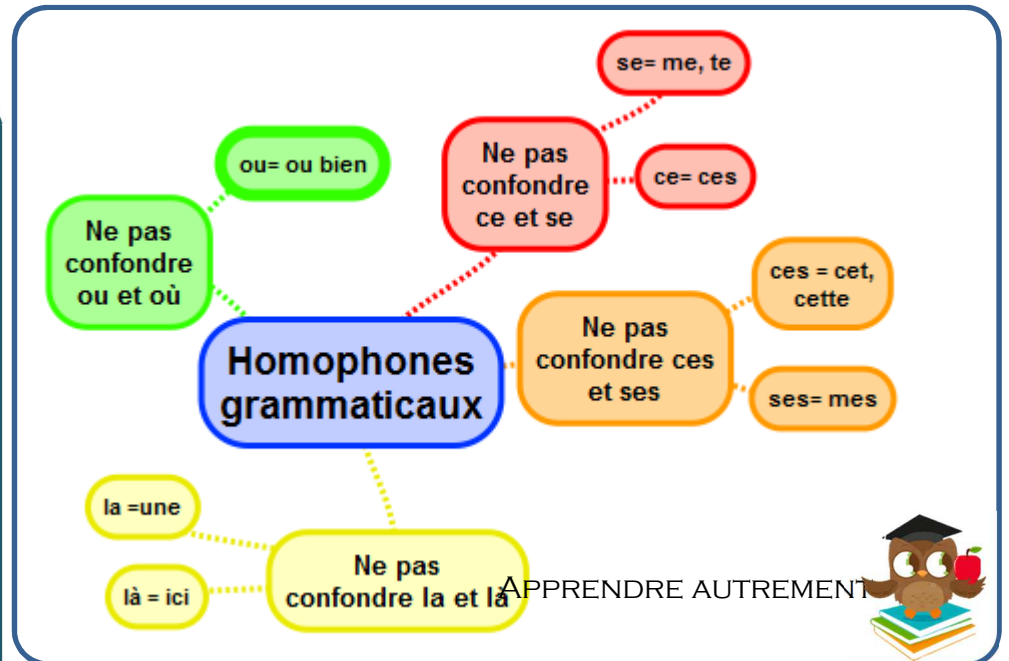 se= me, te
Ne pas
confondre
ce et se
ce= ces
ou= ou bien
Ne pas
confondre
ou et où
ces = cet,
cette
Ne pas
confondre ces
et ses
ses= mes
Homophones
grammaticaux
la =une
là = ici
Ne pas
confondre la et là
APPRENDRE AUTREMENT